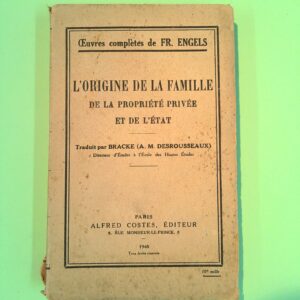 Œuvres complètes de FR. ENGELS
L'ORIGINE DE LA FAMILLE
DE LA PROPRIÉTÉ PRIVÉE
ET DE L'ÉTAT
Traduit par BRACKE (A. M. DESROUSSEAUX)
Directeur d'Études à l'École des Hautes Études
PARIS
ALFRED COSTES, ÉDITEUR
8, RUE MONSIEUR-LE-PRINCE, 8
Tous droits réservés
10e mille